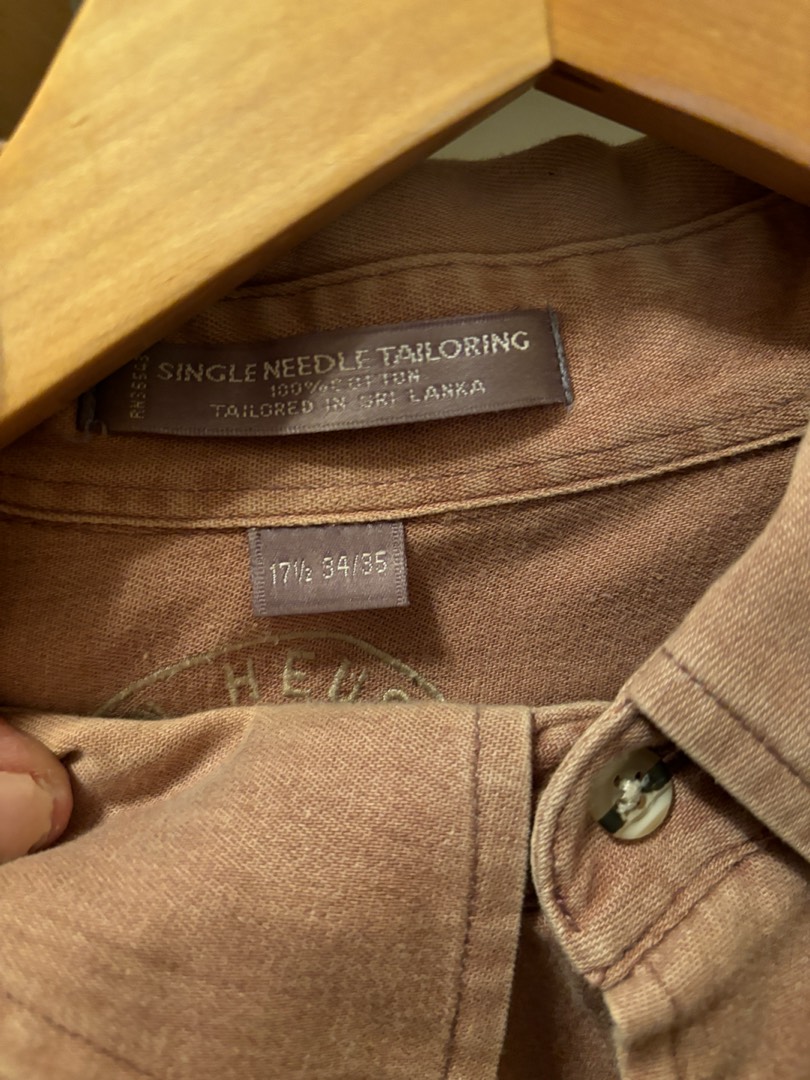 SINGLE NEEDLE TAILORING
100% COTTON
TAILORED IN SRI LANKA
17½ 34/35